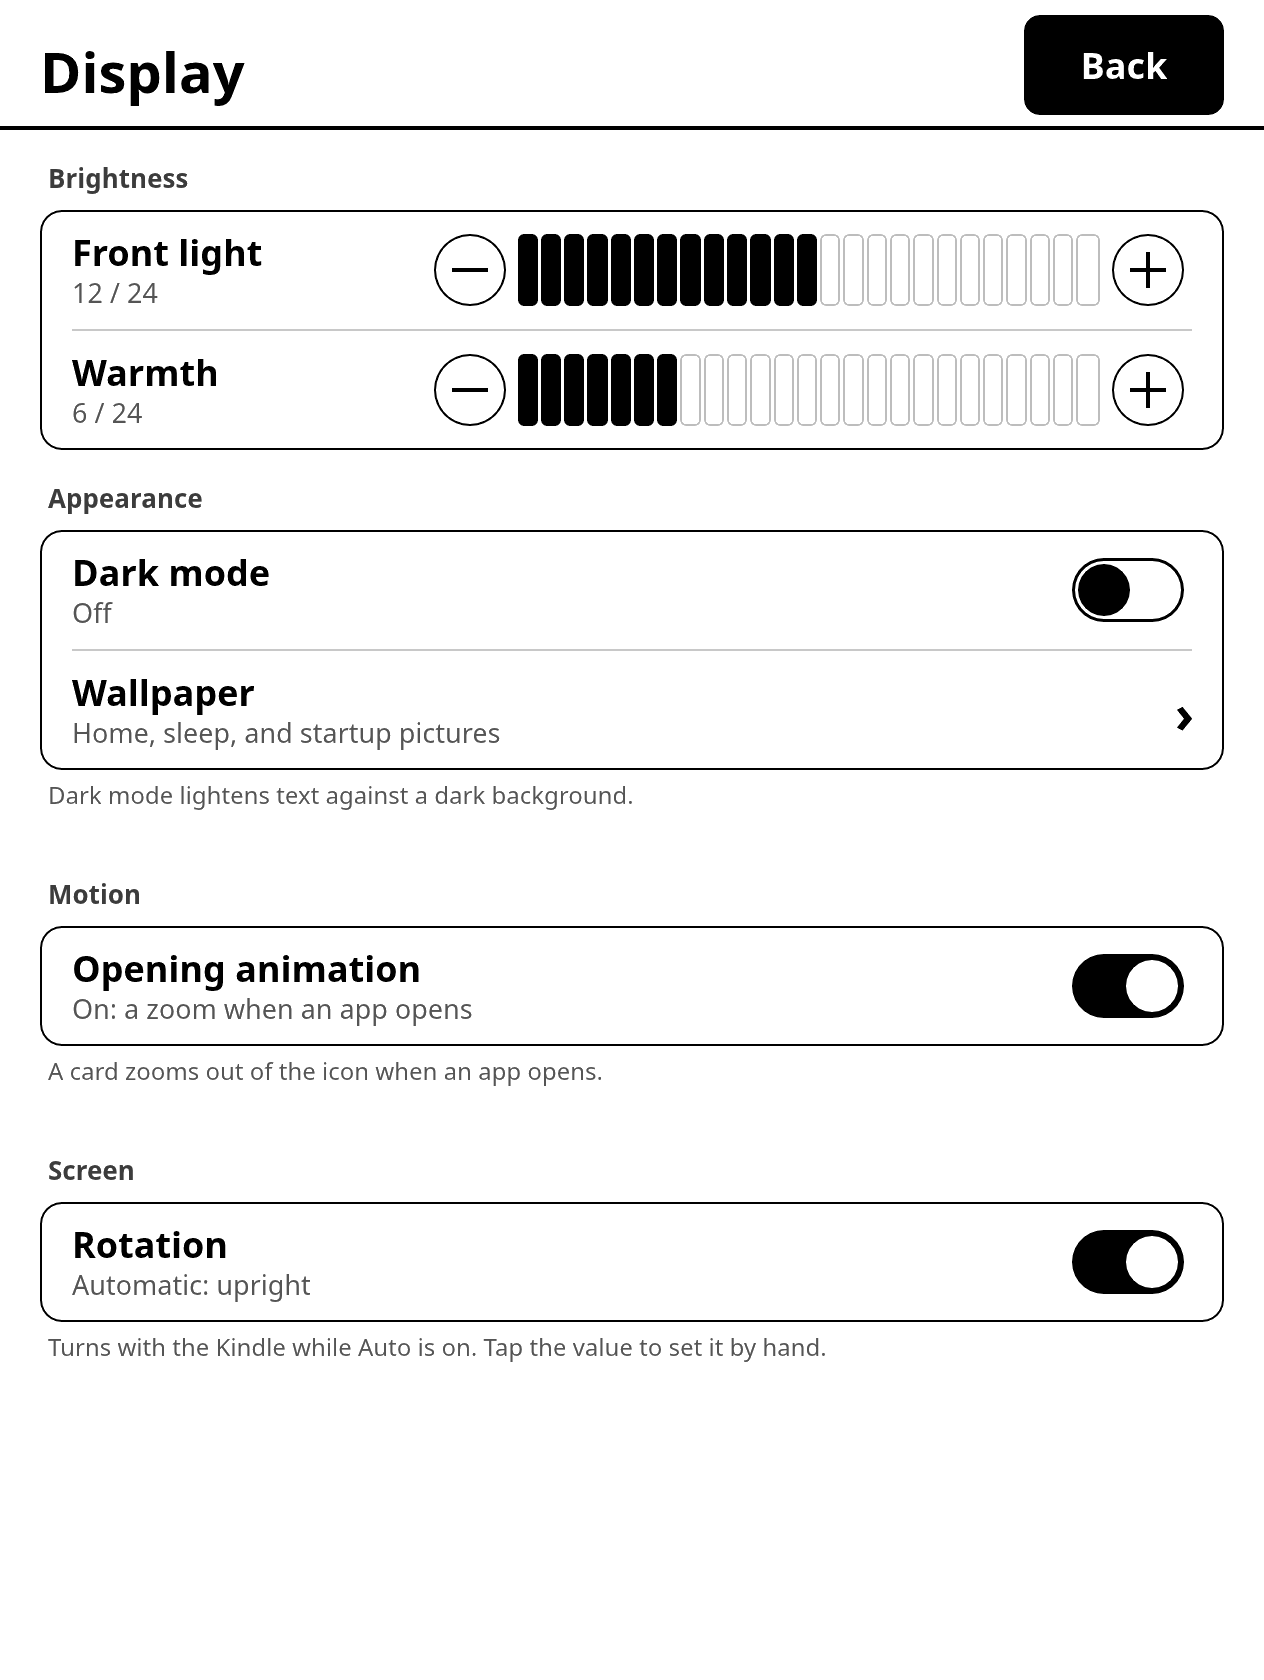 Display
Back
Brightness
Front light
12 / 24
Warmth
6 / 24
Appearance
Dark mode
Off
Wallpaper
Home, sleep, and startup pictures
›
Dark mode lightens text against a dark background.
Motion
Opening animation
On: a zoom when an app opens
A card zooms out of the icon when an app opens.
Screen
Rotation
Automatic: upright
Turns with the Kindle while Auto is on. Tap the value to set it by hand.